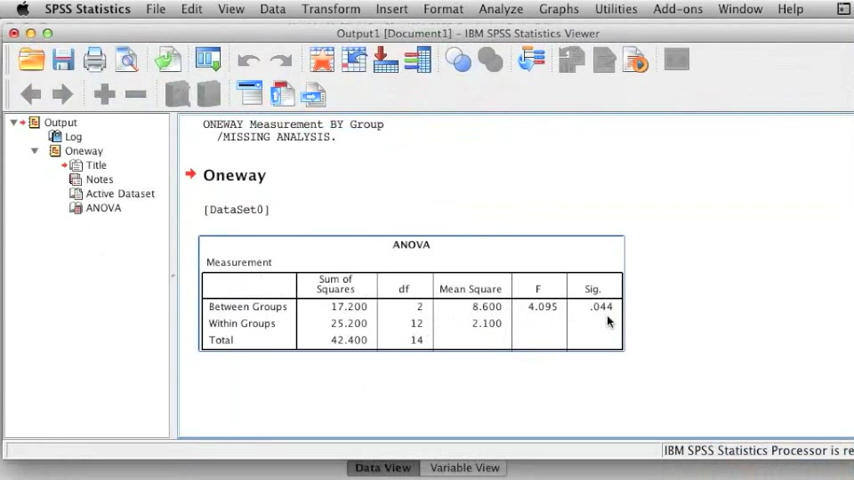 SPSS Statistics File Edit View Data Transform Insert Format Analyze Graphs Utilities Add-ons Window Help
Output1 [Document1] - IBM SPSS Statistics Viewer
Output
Log
Oneway
Title
Notes
Active Dataset
ANOVA
ONEWAY Measurement BY Group
/MISSING ANALYSIS.
Oneway
[DataSet0]
ANOVA
Measurement
Sum of Squares df Mean Square F Sig.
Between Groups 17.200 2 8.600 4.095 .044
Within Groups 25.200 12 2.100
Total 42.400 14
IBM SPSS Statistics Processor is re
Data View Variable View